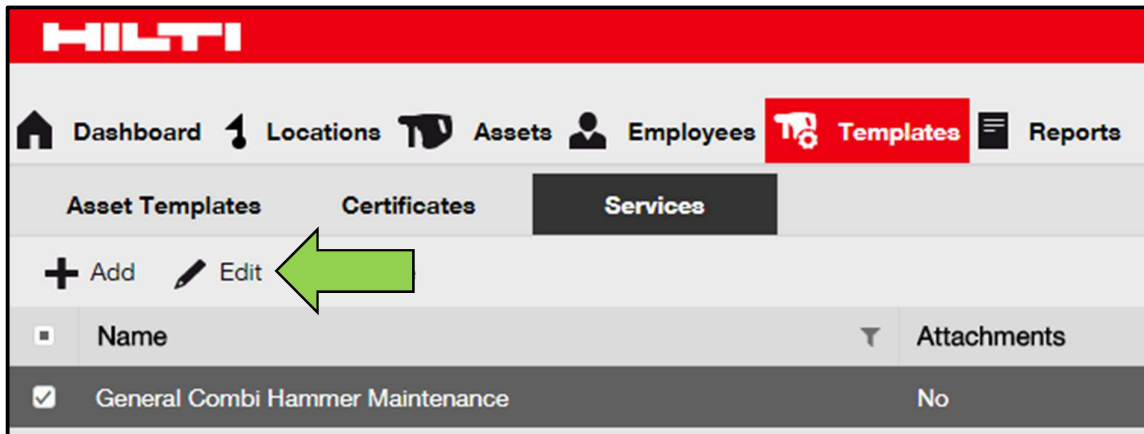 HILTI
Dashboard Locations Assets Employees Templates Reports
Asset Templates Certificates Services
Add Edit
Name Attachments
General Combi Hammer Maintenance No